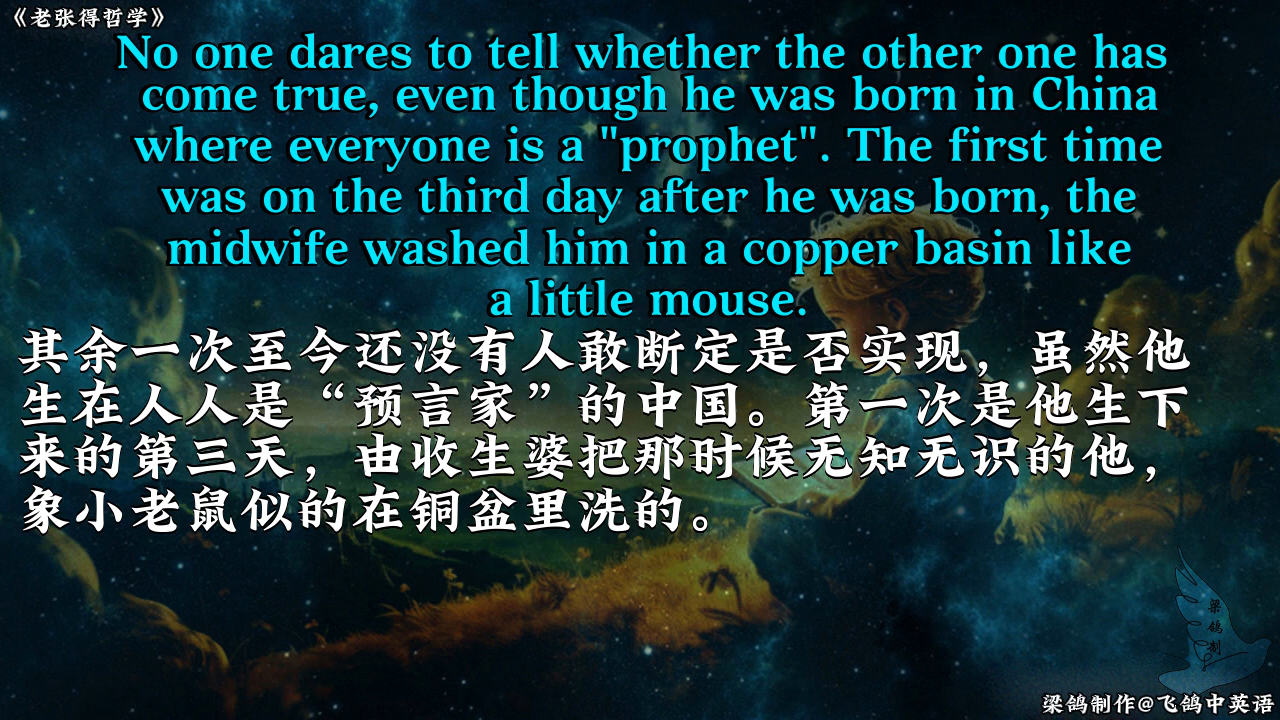 《老张得哲学》
No one dares to tell whether the other one has
come true, even though he was born in China
where everyone is a "prophet". The first time
was on the third day after he was born, the
midwife washed him in a copper basin like
a little mouse.
其余一次至今还没有人敢断定是否实现，虽然他
生在人人是“预言家”的中国。第一次是他生下
来的第三天，由收生婆把那时候无知无识的他，
象小老鼠似的在铜盆里洗的。
梁鸽制
梁鸽制作@飞鸽中英语